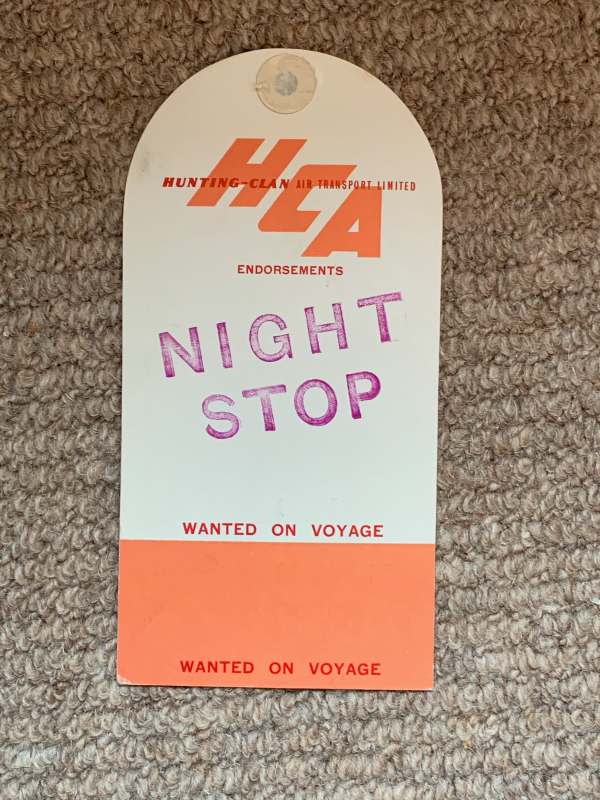 HCA
HUNTING-CLAN AIR TRANSPORT LIMITED
ENDORSEMENTS
NIGHT
STOP
WANTED ON VOYAGE
WANTED ON VOYAGE